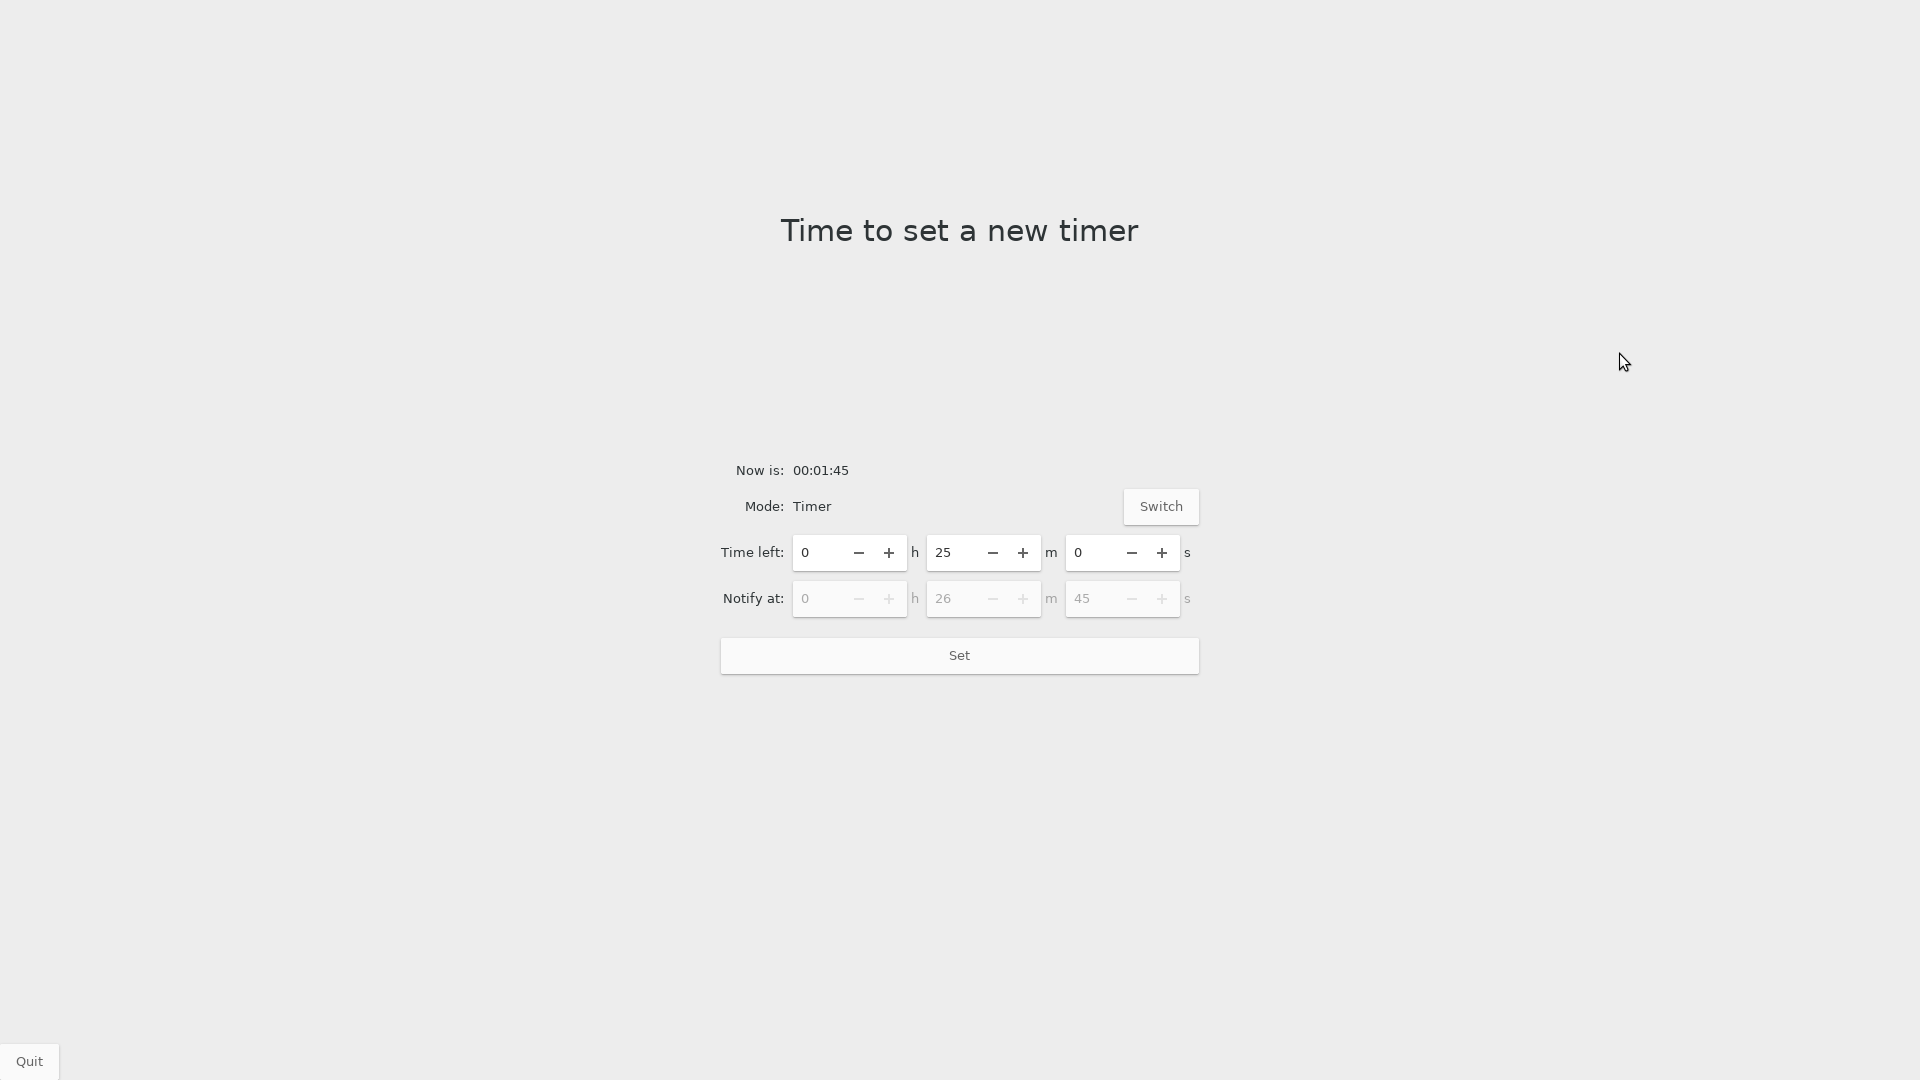 Time to set a new timer
Now is: 00:01:45
Mode: Timer Switch
Time left: 0 h 25 m 0 s
Notify at: 0 h 26 m 45 s
Set
Quit